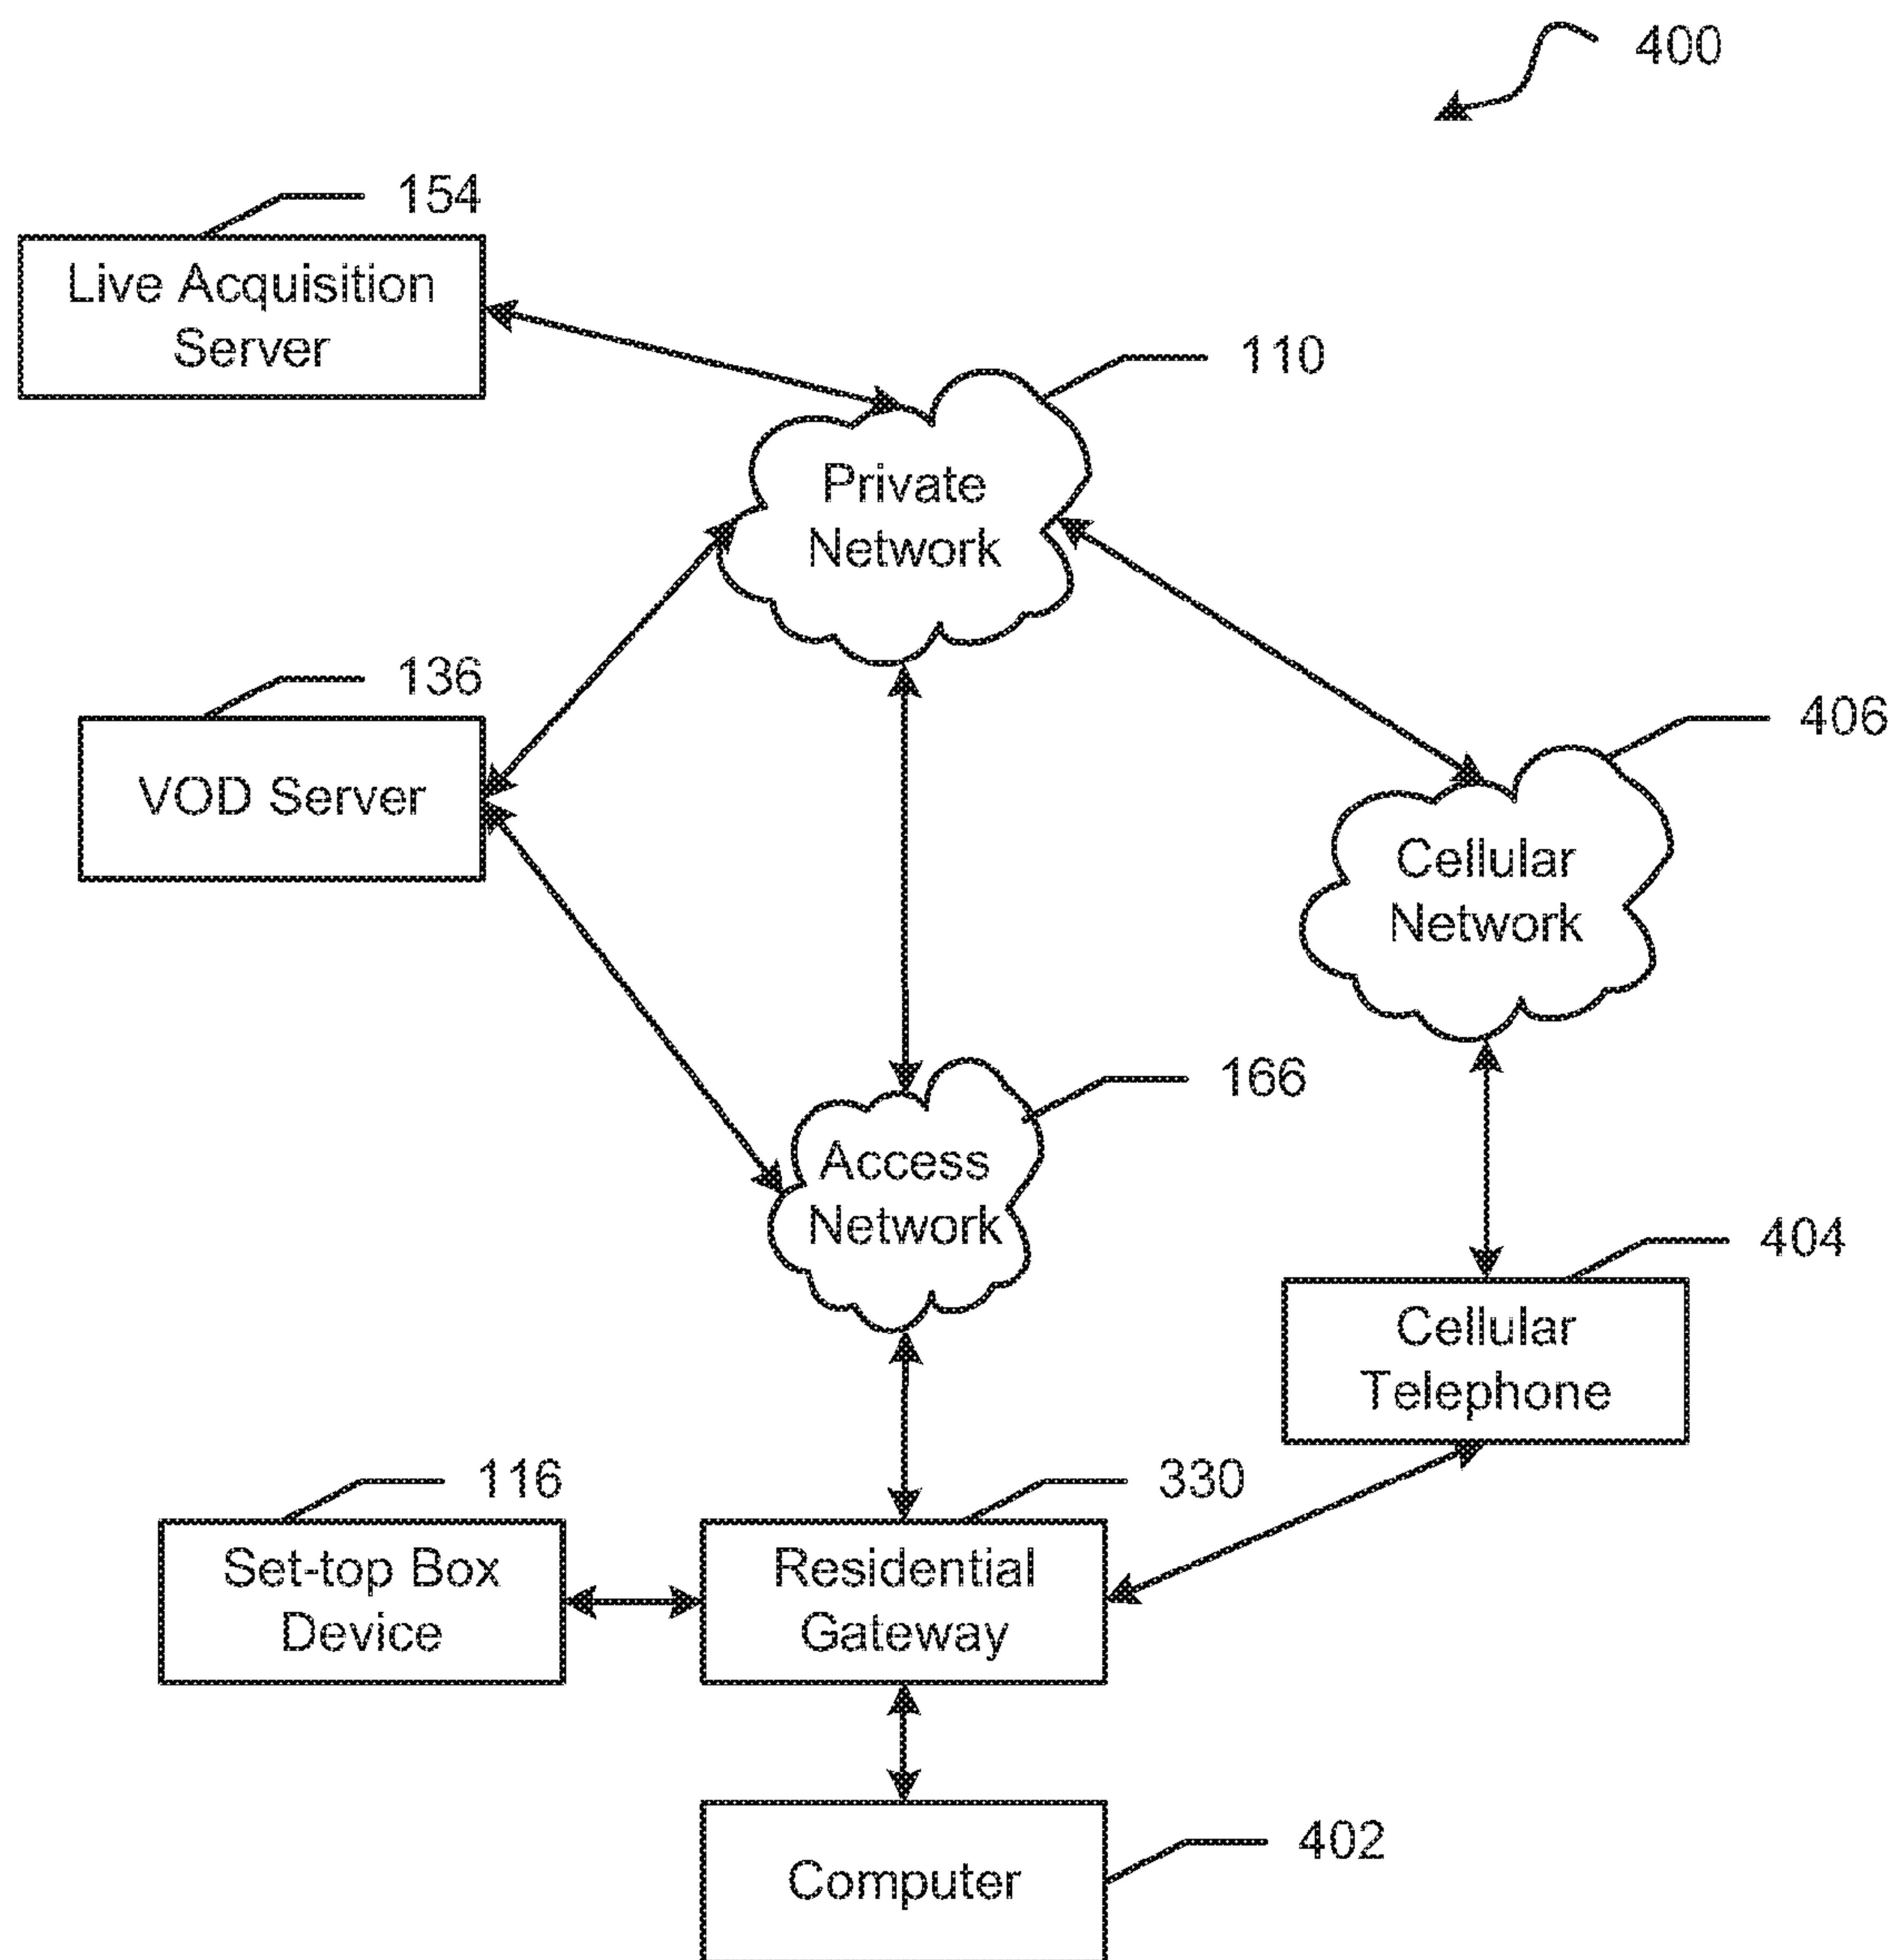 400
154
Live Acquisition
Server
110
Private
Network
136
VOD Server
406
Cellular
Network
166
Access
Network
404
Cellular
Telephone
116
Set-top Box
Device
330
Residential
Gateway
402
Computer